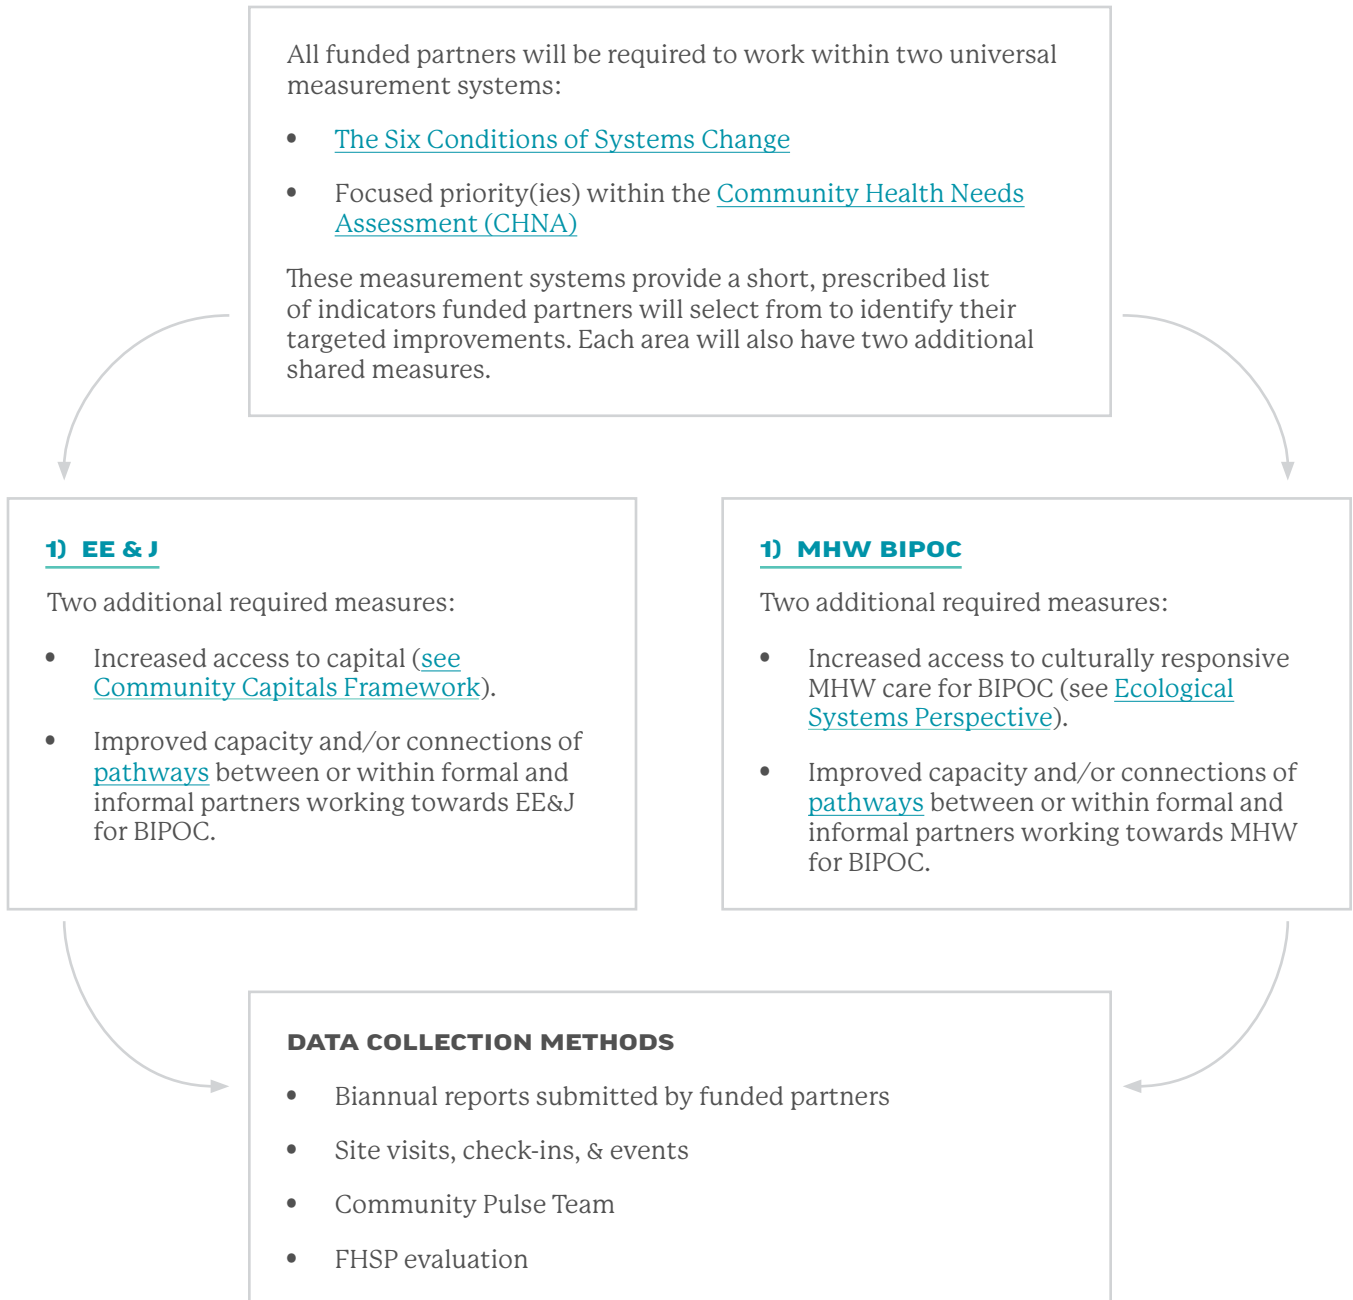 All funded partners will be required to work within two universal
measurement systems:
• The Six Conditions of Systems Change
• Focused priority(ies) within the Community Health Needs
Assessment (CHNA)
These measurement systems provide a short, prescribed list
of indicators funded partners will select from to identify their
targeted improvements. Each area will also have two additional
shared measures.
1) EE & J
Two additional required measures:
• Increased access to capital (see
Community Capitals Framework).
• Improved capacity and/or connections of
pathways between or within formal and
informal partners working towards EE&J
for BIPOC.
1) MHW BIPOC
Two additional required measures:
• Increased access to culturally responsive
MHW care for BIPOC (see Ecological
Systems Perspective).
• Improved capacity and/or connections of
pathways between or within formal and
informal partners working towards MHW
for BIPOC.
DATA COLLECTION METHODS
• Biannual reports submitted by funded partners
• Site visits, check-ins, & events
• Community Pulse Team
• FHSP evaluation